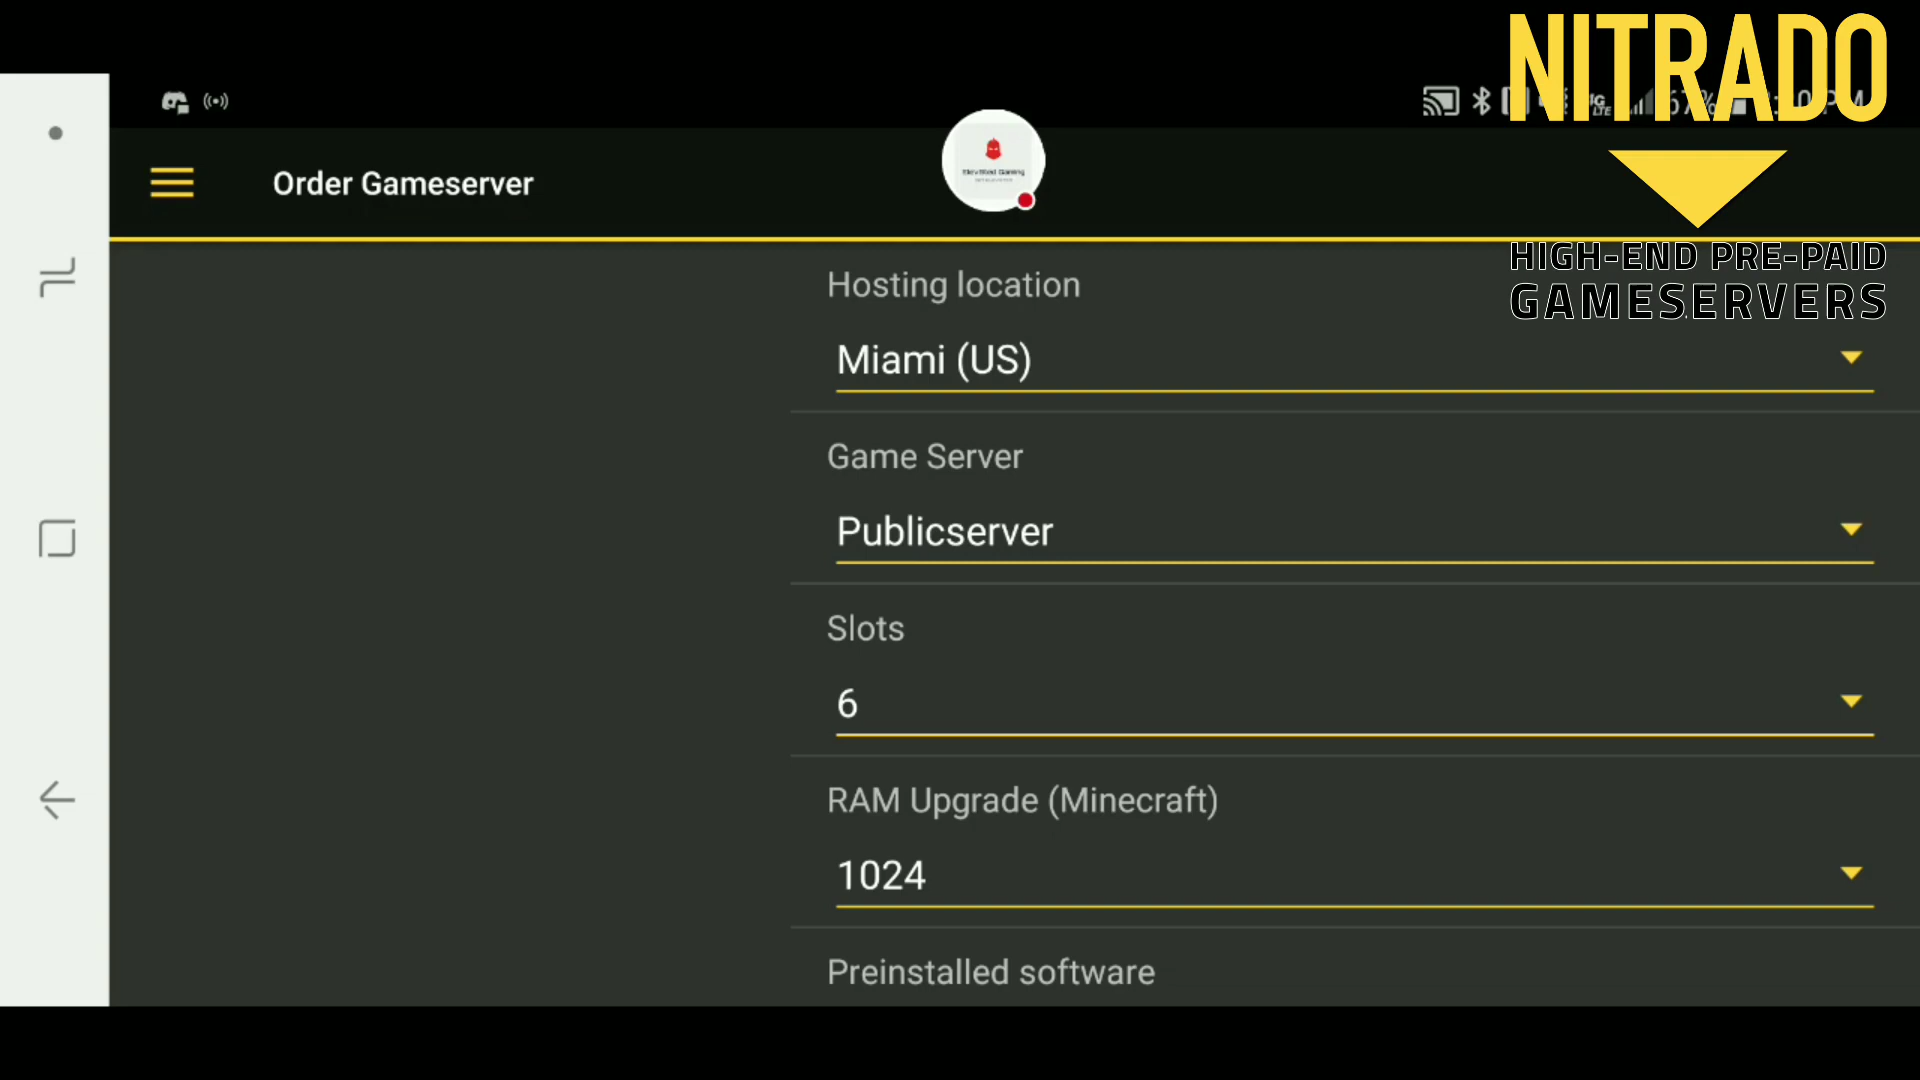 NITRADO
Order Gameserver
HIGH-END PRE-PAID
GAMESERVERS
Hosting location
Miami (US)
Game Server
Publicserver
Slots
6
RAM Upgrade (Minecraft)
1024
Preinstalled software